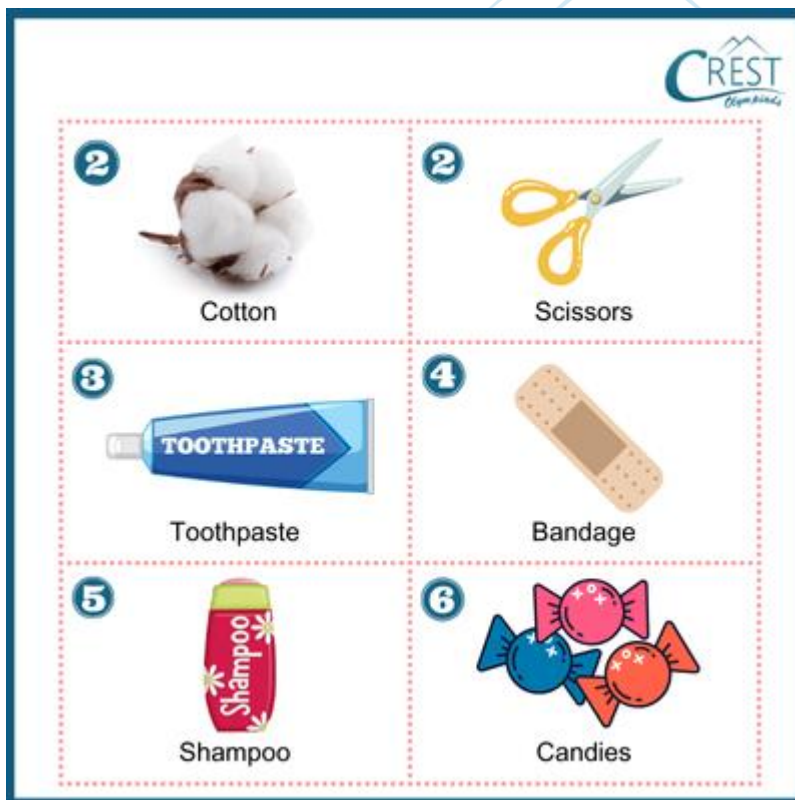 CREST
Olympiads
2
Cotton
2
Scissors
3
TOOTHPASTE
Toothpaste
4
Bandage
5
Shampoo
Shampoo
6
Candies